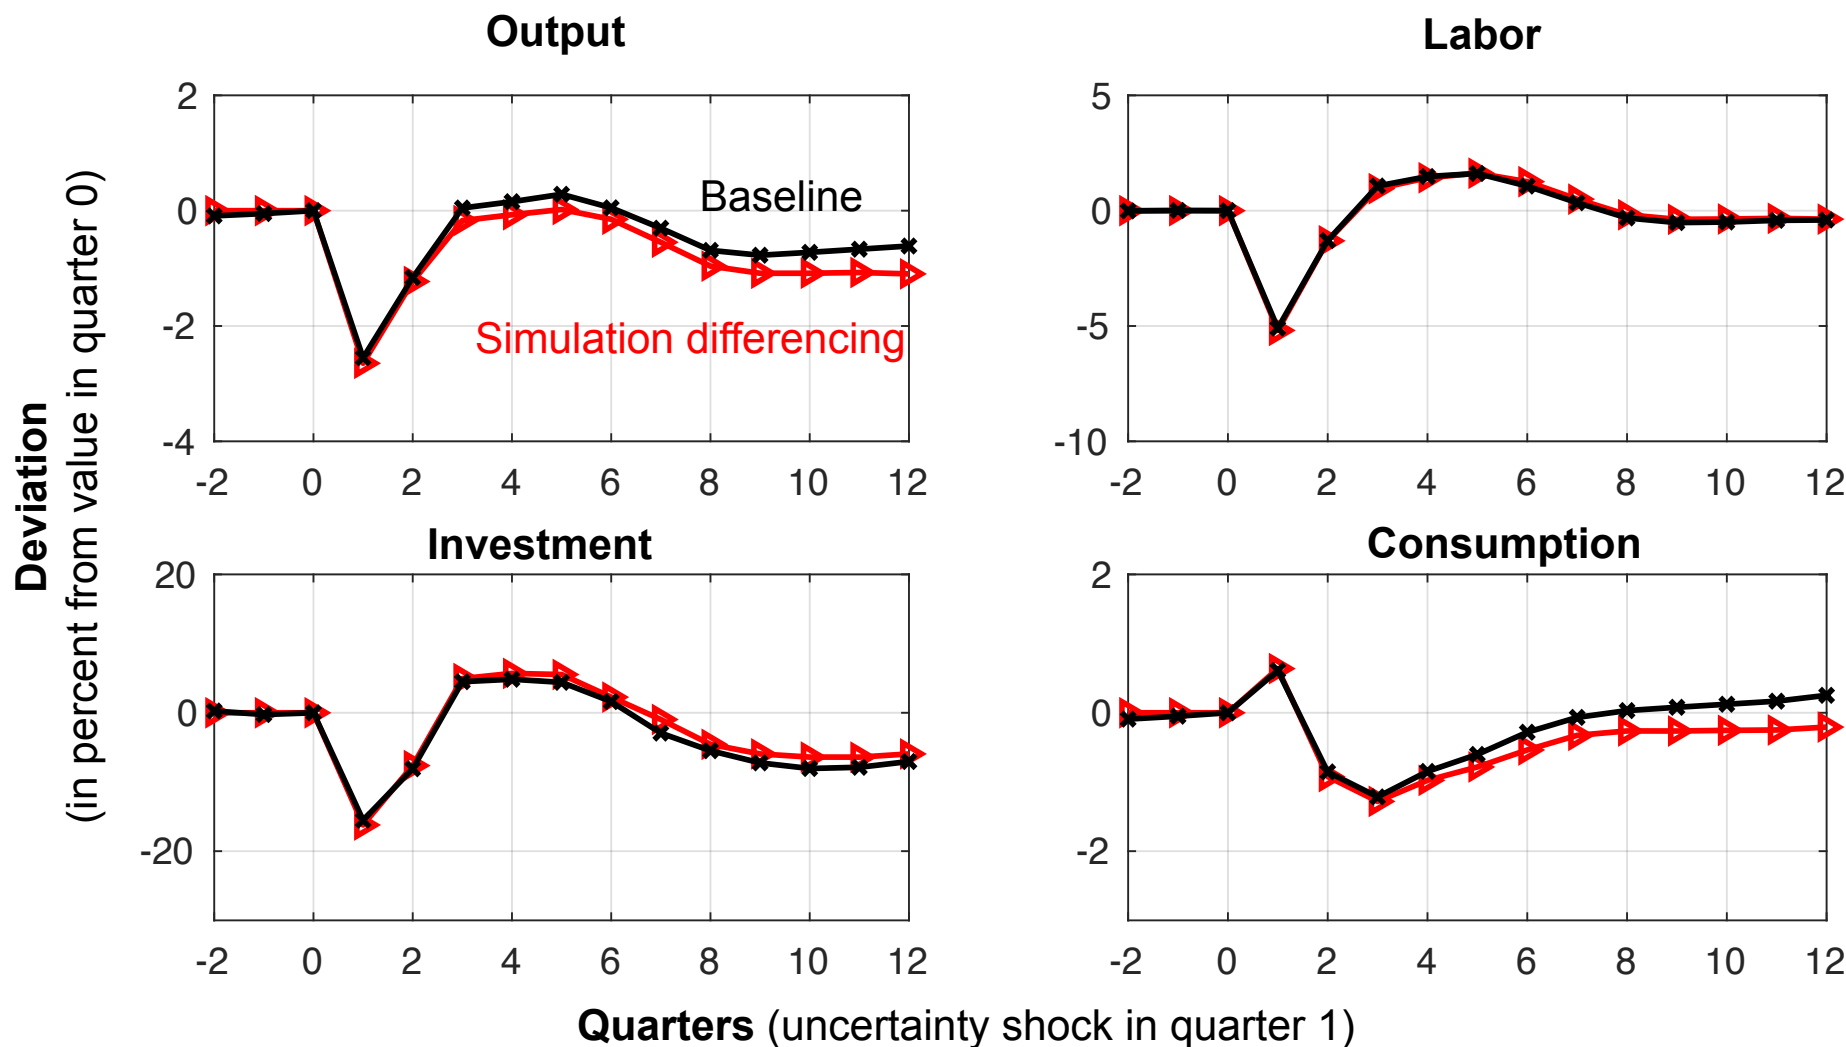 Output
2
0
-2
-4
-2 0 2 4 6 8 10 12
Baseline
Simulation differencing
Labor
5
0
-5
-10
-2 0 2 4 6 8 10 12
Deviation
(in percent from value in quarter 0)
Investment
20
0
-20
-2 0 2 4 6 8 10 12
Consumption
2
0
-2
-2 0 2 4 6 8 10 12
Quarters (uncertainty shock in quarter 1)